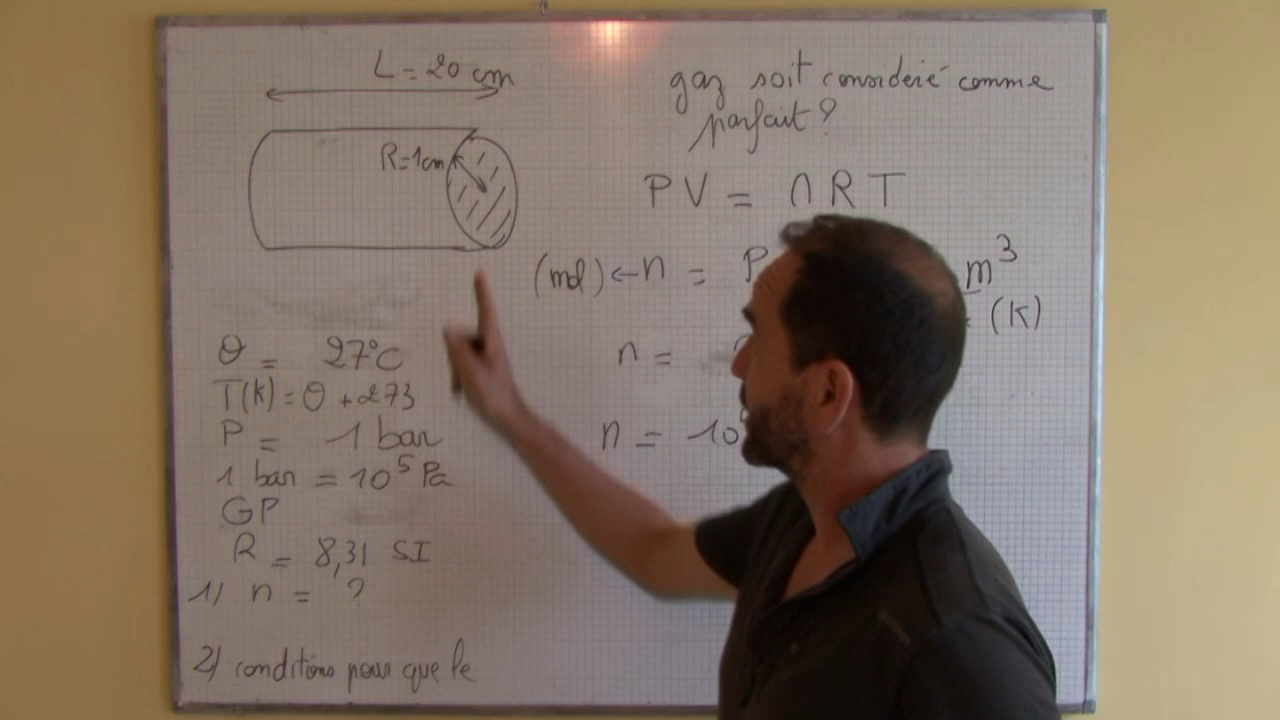 L = 20 cm
R=1cm
θ = 27°C
T(K) = θ + 273
P = 1 bar
1 bar = 10⁵ Pa
GP
R = 8,31 SI
1) n = ?
2) conditions pour que le
gaz soit considéré comme
parfait ?
PV = nRT
(mol) ← n = P
m³
(K)
n =
n = 10